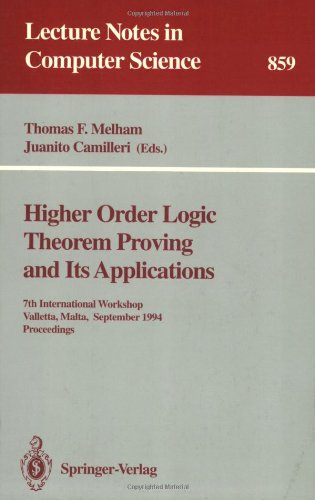 Lecture Notes in
Computer Science 859
Thomas F. Melham
Juanito Camilleri (Eds.)
Higher Order Logic
Theorem Proving
and Its Applications
7th International Workshop
Valletta, Malta, September 1994
Proceedings
Springer-Verlag